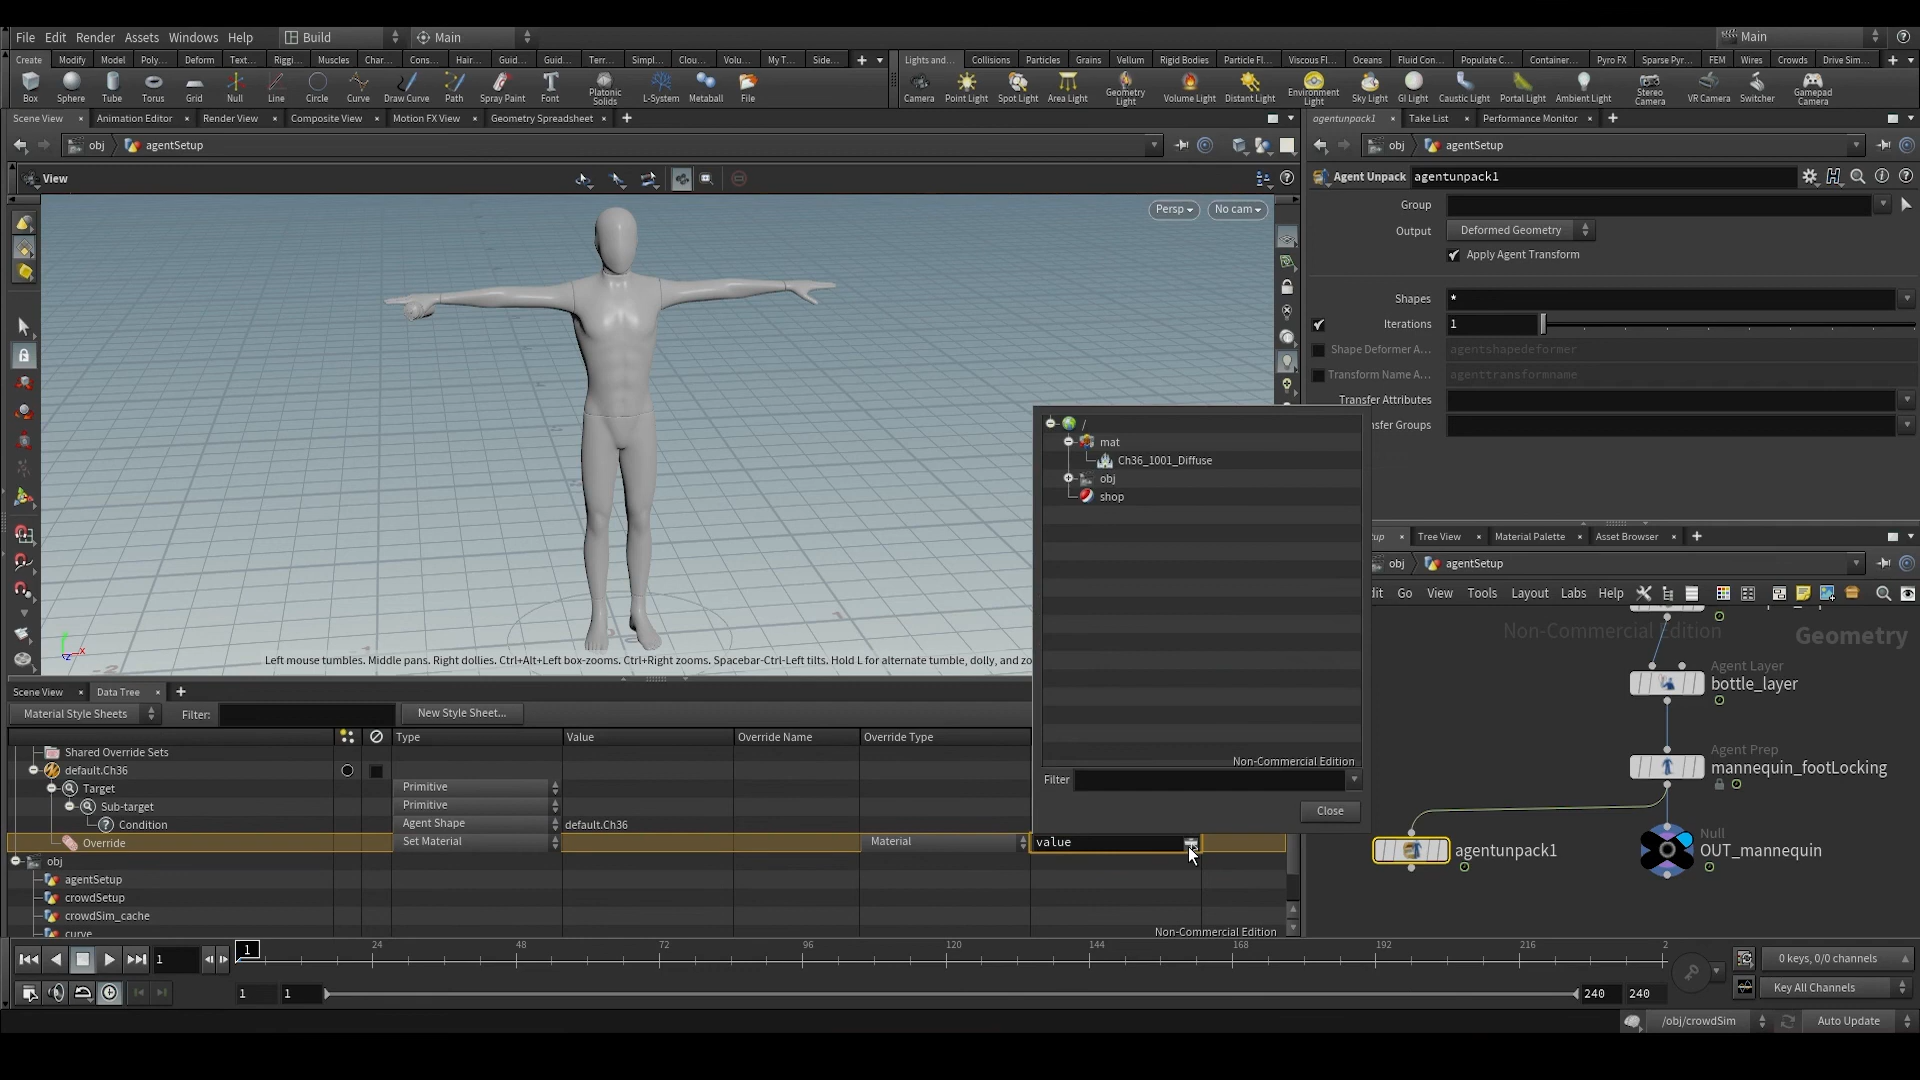 File Edit Render Assets Windows Help Build Main Main
Create Modify Model Poly... Deform Text... Riggi... Muscles Char... Cons... Hair... Guid... Guid... Terr... Simpl... Clou... Volu... My T... Side...
Lights and... Collisions Particles Grains Vellum Rigid Bodies Particle Fl... Viscous Fl... Oceans Fluid Con... Populate C... Container... Pyro FX Sparse Pyr... FEM Wires Crowds Drive Sim...
Box Sphere Tube Torus Grid Null Line Circle Curve Draw Curve Path Spray Paint Font Platonic Solids L-System Metaball File
Camera Point Light Spot Light Area Light Geometry Light Volume Light Distant Light Environment Light Sky Light GI Light Caustic Light Portal Light Ambient Light Stereo Camera VR Camera Switcher Gamepad Camera
Scene View Animation Editor Render View Composite View Motion FX View Geometry Spreadsheet
agentunpack1 Take List Performance Monitor
obj agentSetup
obj agentSetup
View
Agent Unpack agentunpack1
Persp No cam
Group
Output Deformed Geometry
Apply Agent Transform
Shapes *
Iterations 1
Shape Deformer A... agentshapedeformer
Transform Name A... agenttransformname
Transfer Attributes
sfer Groups
/
mat
Ch36_1001_Diffuse
obj
shop
Non-Commercial Edition
Filter
Close
Left mouse tumbles. Middle pans. Right dollies. Ctrl+Alt+Left box-zooms. Ctrl+Right zooms. Spacebar-Ctrl-Left tilts. Hold L for alternate tumble, dolly, and zo
Tree View Material Palette Asset Browser
obj agentSetup
dit Go View Tools Layout Labs Help
Non-Commercial Edition
Geometry
Agent Layer
bottle_layer
Agent Prep
mannequin_footLocking
agentunpack1
Null
OUT_mannequin
Scene View Data Tree
Material Style Sheets Filter: New Style Sheet...
Type Value Override Name Override Type
Shared Override Sets
default.Ch36
Target Primitive
Sub-target Primitive
Condition Agent Shape default.Ch36
Override Set Material Material value
obj
agentSetup
crowdSetup
crowdSim_cache
curve
Non-Commercial Edition
1 1 24 48 72 96 120 144 168 192 216 2
0 keys, 0/0 channels
1 1 240 240
Key All Channels
/obj/crowdSim Auto Update